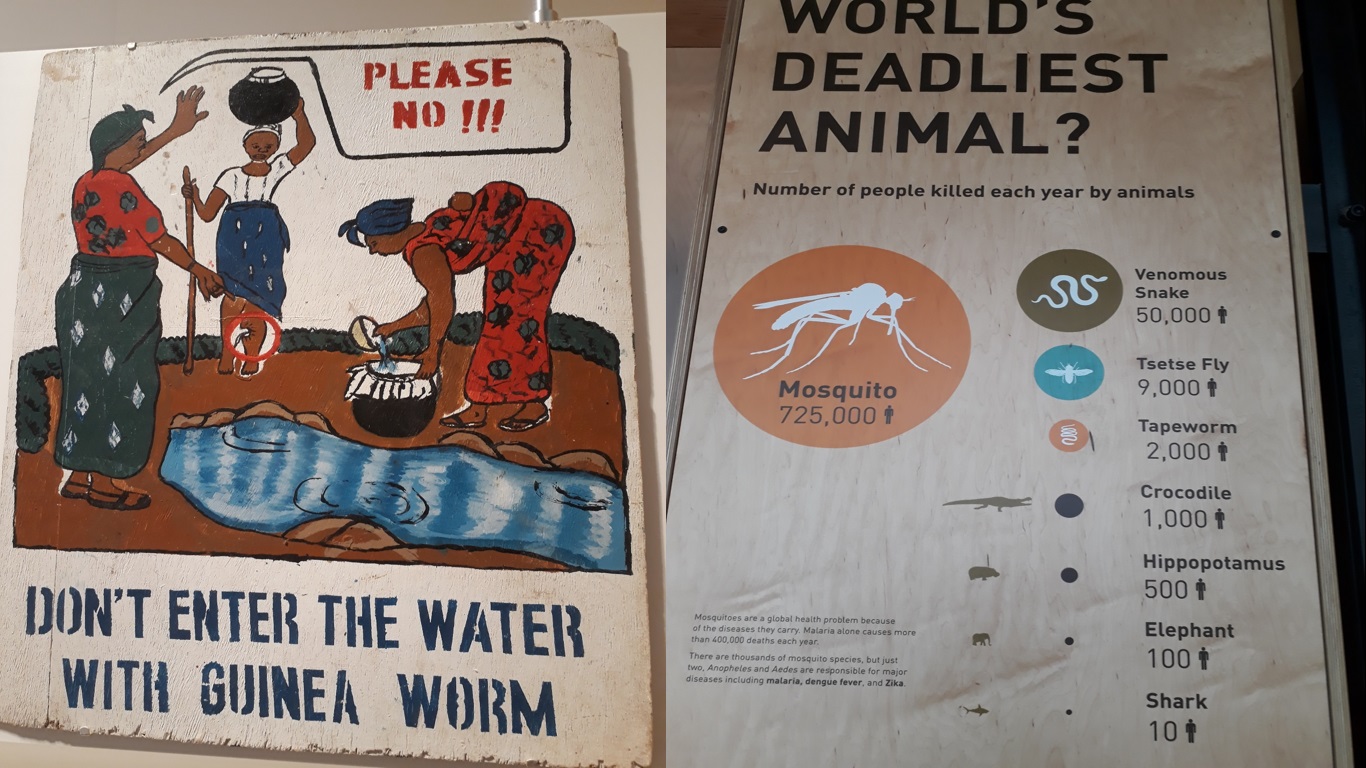 PLEASE
NO !!!
DON'T ENTER THE WATER
WITH GUINEA WORM
WORLD'S
DEADLIEST
ANIMAL?
Number of people killed each year by animals
Mosquito
725,000
Venomous
Snake
50,000
Tsetse Fly
9,000
Tapeworm
2,000
Crocodile
1,000
Hippopotamus
500
Elephant
100
Shark
10
Mosquitoes are a global health problem because
of the diseases they carry. Malaria alone causes more
than 400,000 deaths each year.
There are thousands of mosquito species, but just
two, Anopheles and Aedes are responsible for major
diseases including malaria, dengue fever, and Zika.